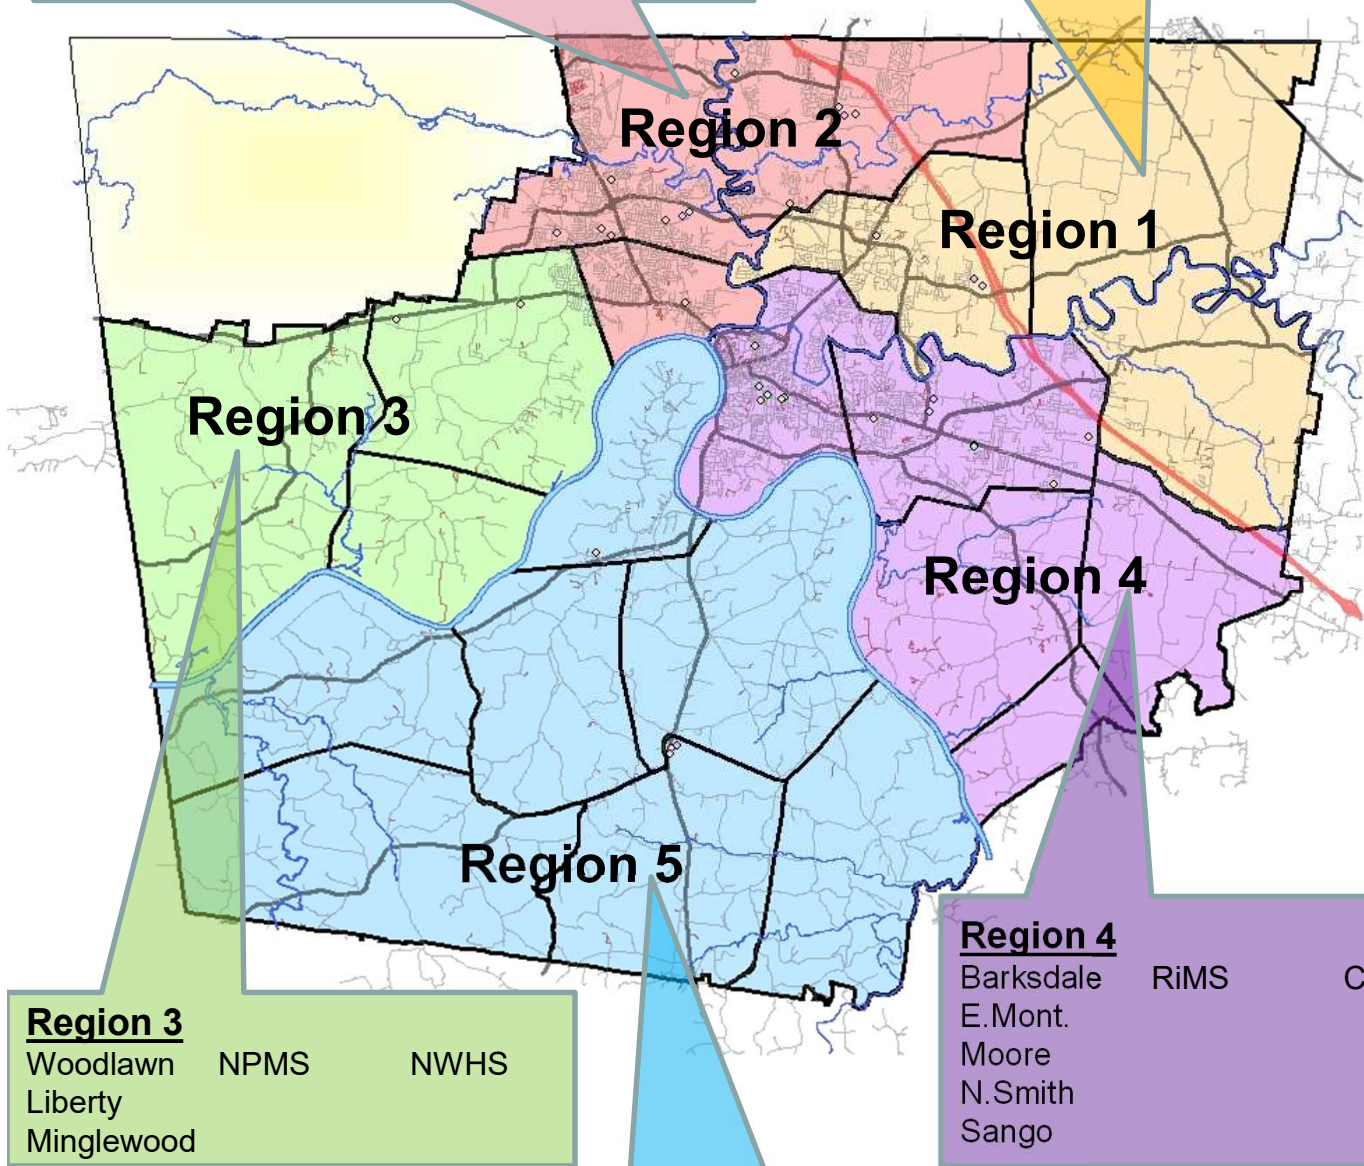 Region 2
Region 1
Region 3
Region 4
Region 5
Region 4
Barksdale RiMS C
E.Mont.
Moore
N.Smith
Sango
Region 3
Woodlawn NPMS NWHS
Liberty
Minglewood